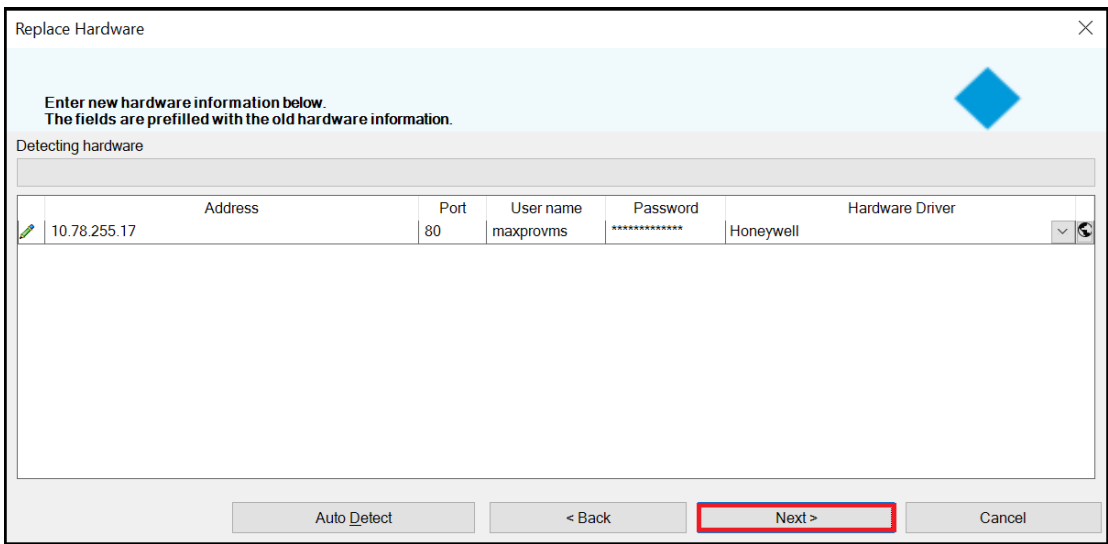 Replace Hardware
Enter new hardware information below.
The fields are prefilled with the old hardware information.
Detecting hardware
Address Port User name Password Hardware Driver
10.78.255.17 80 maxprovms ************* Honeywell
Auto Detect < Back Next > Cancel